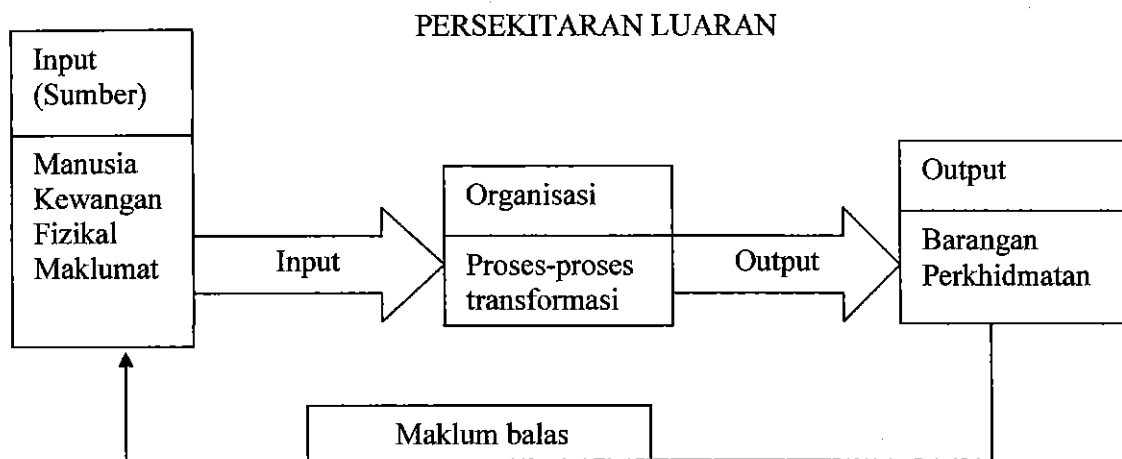 PERSEKITARAN LUARAN
Input
(Sumber)
Manusia
Kewangan
Fizikal
Maklumat
Input
Organisasi
Proses-proses
transformasi
Output
Output
Barangan
Perkhidmatan
Maklum balas